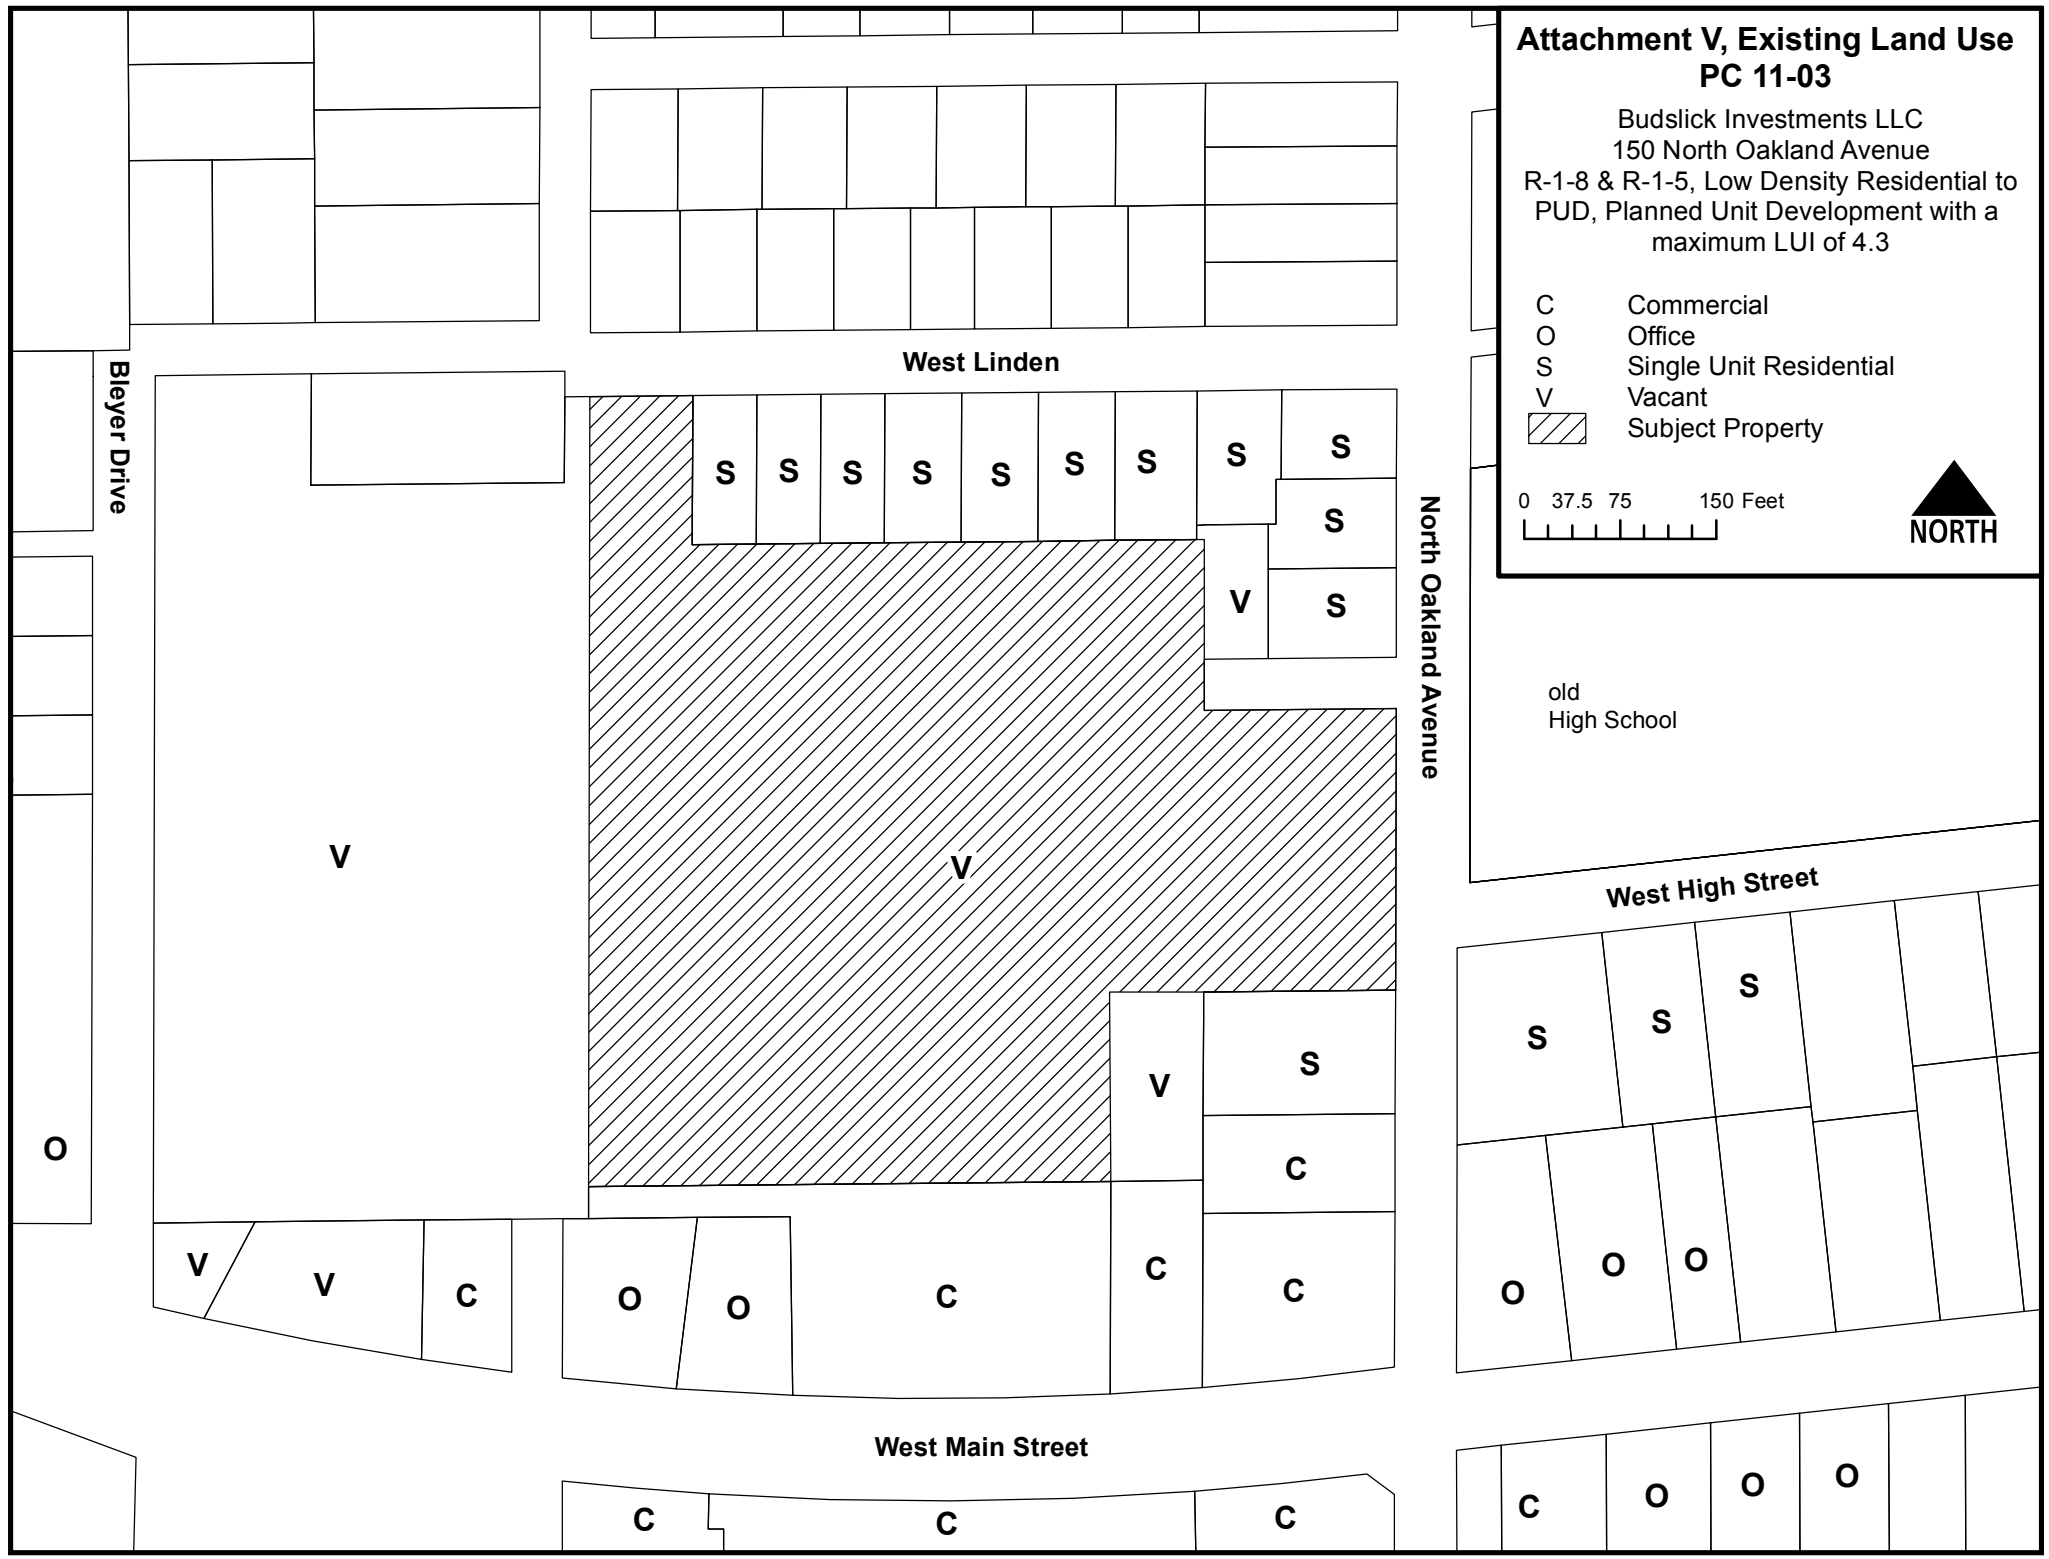 Attachment V, Existing Land Use
PC 11-03
Budslick Investments LLC
150 North Oakland Avenue
R-1-8 & R-1-5, Low Density Residential to
PUD, Planned Unit Development with a
maximum LUI of 4.3
C Commercial
O Office
S Single Unit Residential
V Vacant
Subject Property
0 37.5 75 150 Feet
NORTH
West Linden
Bleyer Drive
North Oakland Avenue
S S S S S S S S S
S
V S
old
High School
V
V
West High Street
S S S
V S
O
C
V V C O O C C C
O O O
West Main Street
C C C
C O O O